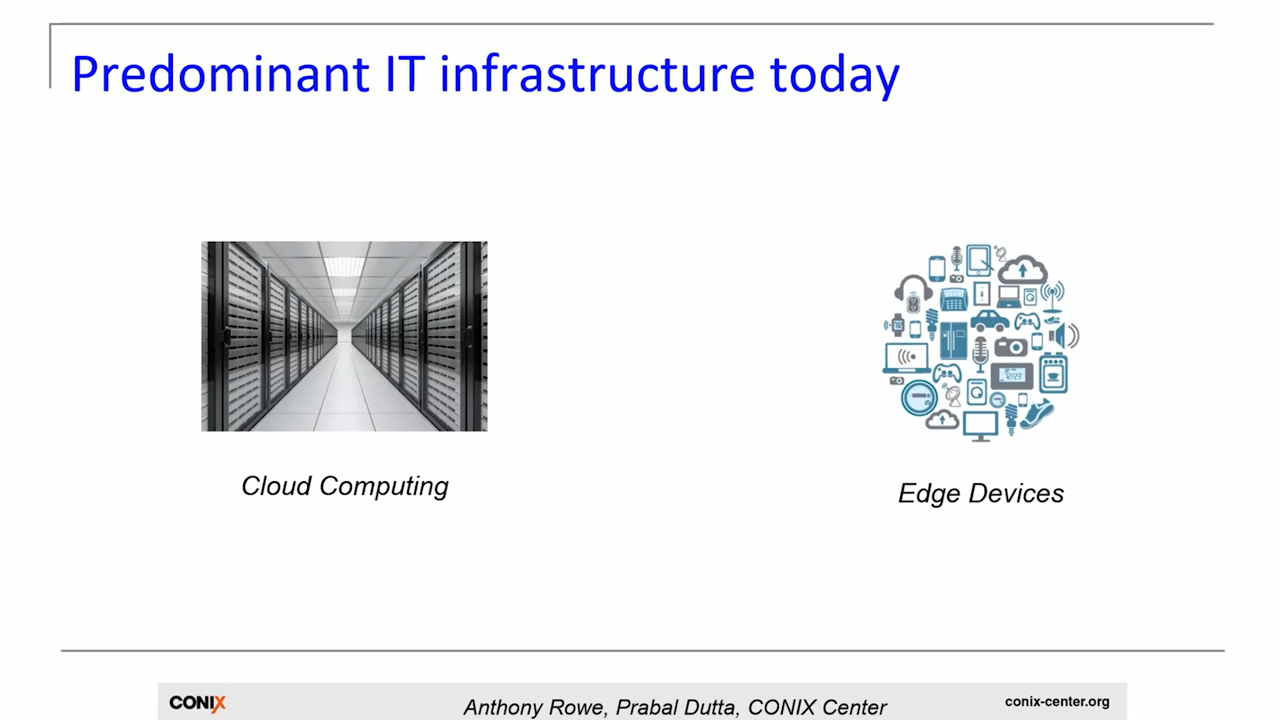 Predominant IT infrastructure today
Cloud Computing
Edge Devices
CONIX
Anthony Rowe, Prabal Dutta, CONIX Center
conix-center.org